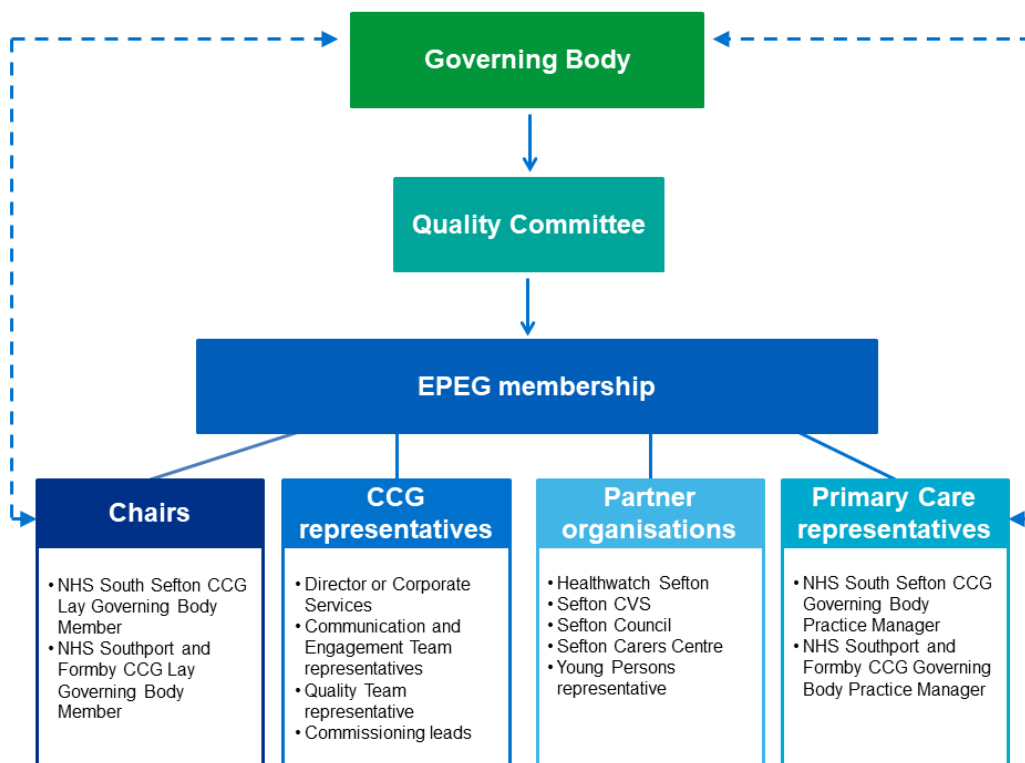 Governing Body
Quality Committee
EPEG membership
Chairs
• NHS South Sefton CCG
Lay Governing Body
Member
• NHS Southport and
Formby CCG Lay
Governing Body
Member
CCG
representatives
• Director or Corporate
Services
• Communication and
Engagement Team
representatives
• Quality Team
representative
• Commissioning leads
Partner
organisations
• Healthwatch Sefton
• Sefton CVS
• Sefton Council
• Sefton Carers Centre
• Young Persons
representative
Primary Care
representatives
• NHS South Sefton CCG
Governing Body
Practice Manager
• NHS Southport and
Formby CCG Governing
Body Practice Manager